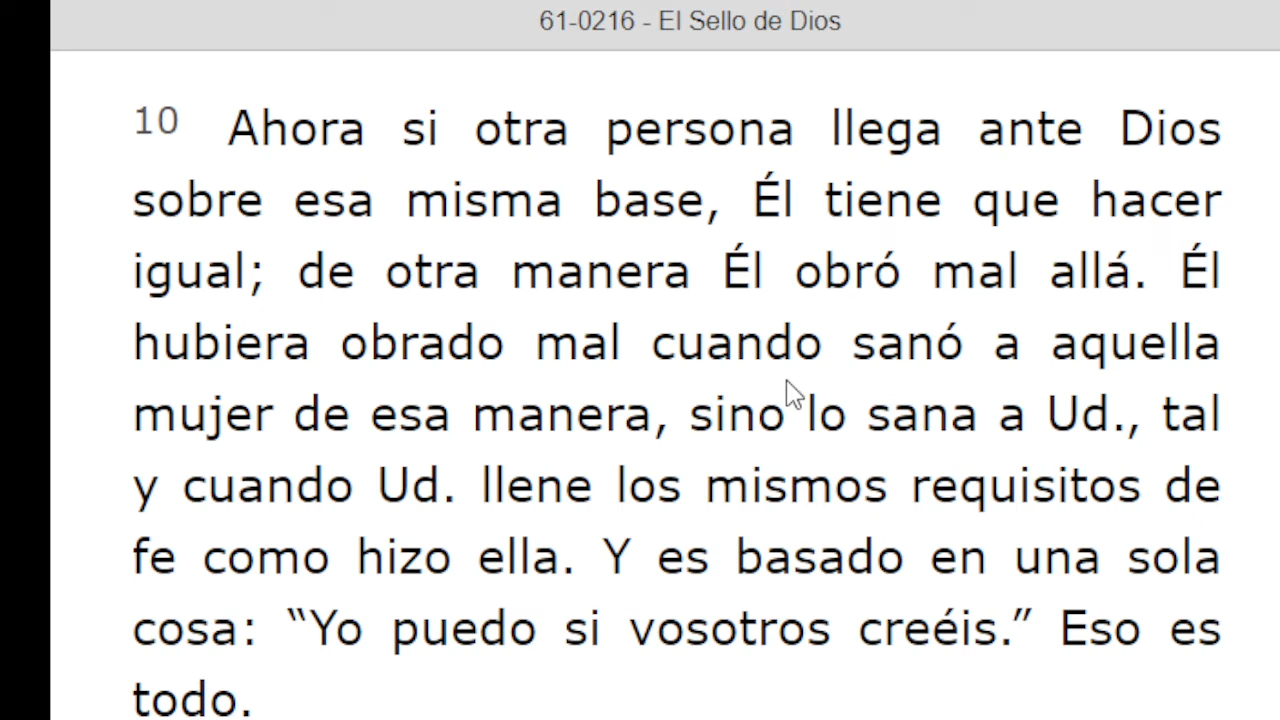 61-0216 - El Sello de Dios
10 Ahora si otra persona llega ante Dios
sobre esa misma base, Él tiene que hacer
igual; de otra manera Él obró mal allá. Él
hubiera obrado mal cuando sanó a aquella
mujer de esa manera, sino lo sana a Ud., tal
y cuando Ud. llene los mismos requisitos de
fe como hizo ella. Y es basado en una sola
cosa: “Yo puedo si vosotros creéis.” Eso es
todo.